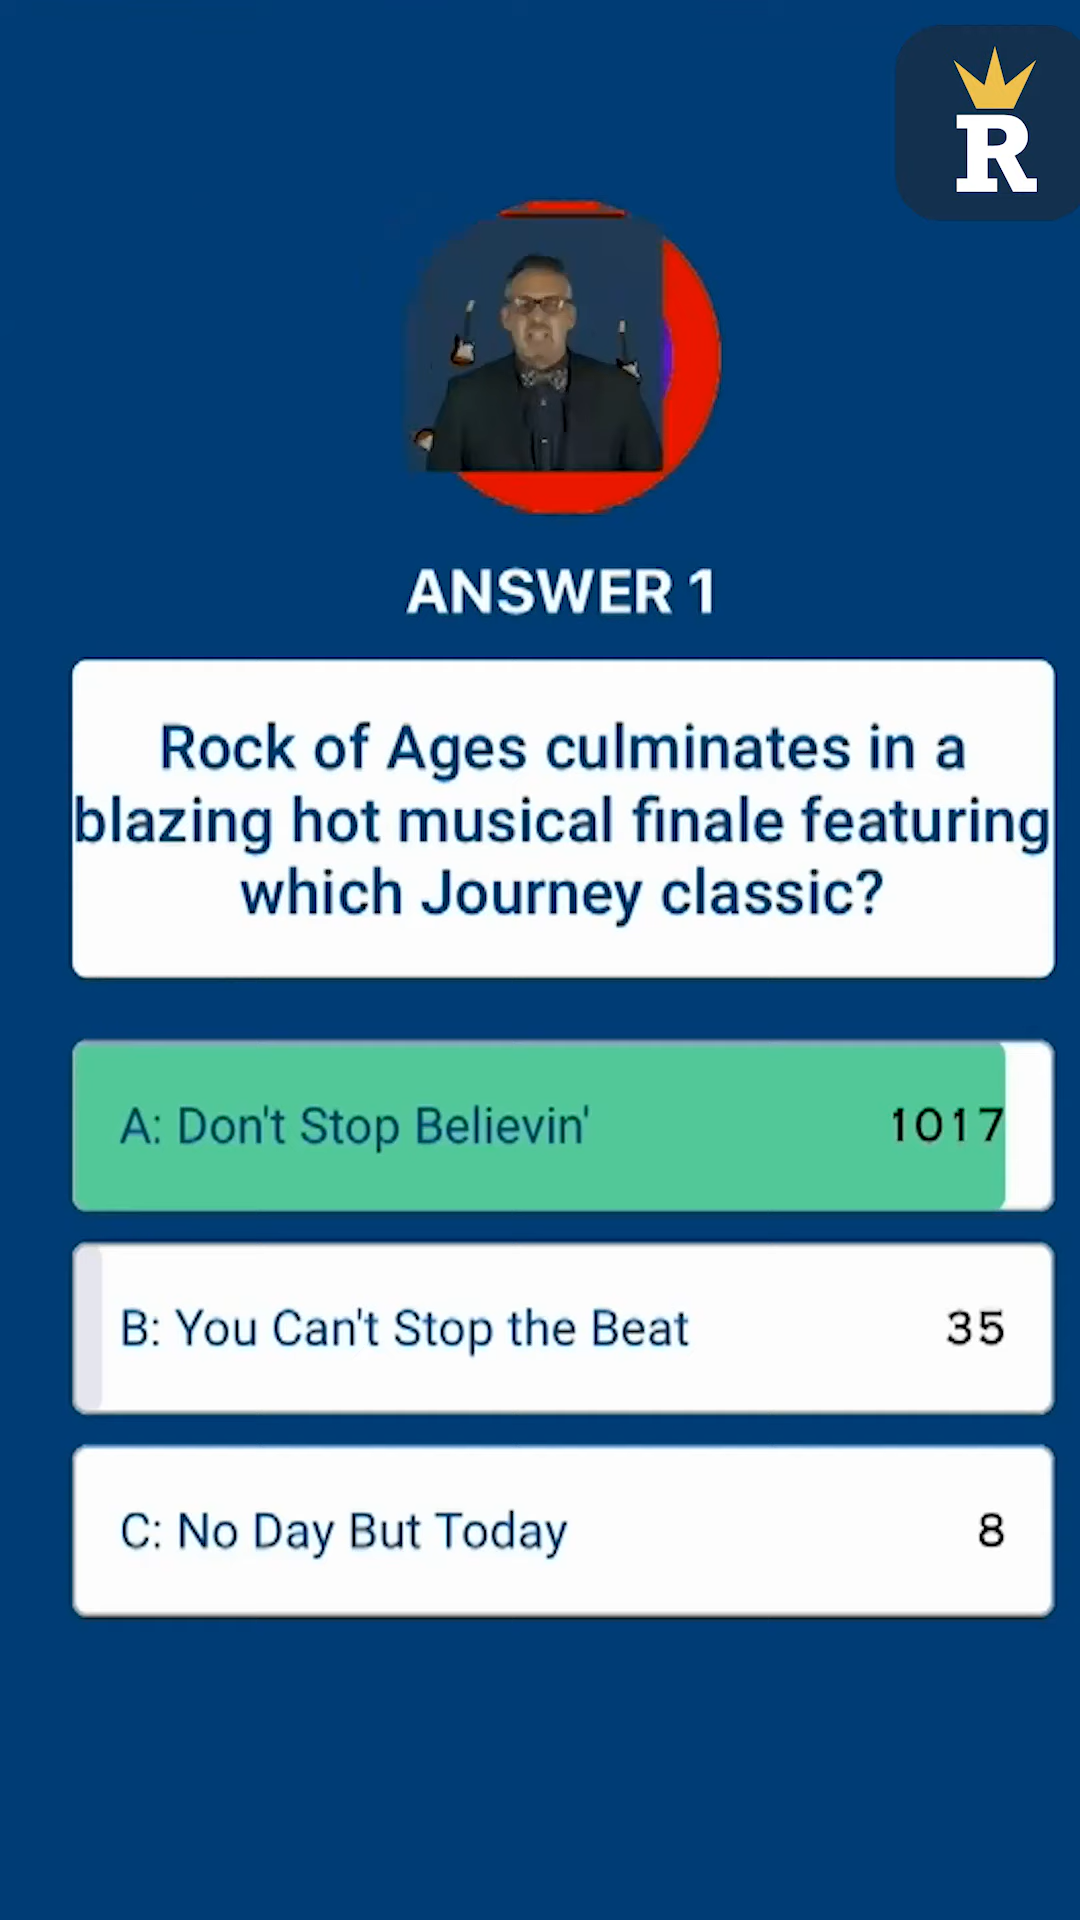 R
ANSWER 1
Rock of Ages culminates in a
blazing hot musical finale featuring
which Journey classic?
A: Don't Stop Believin' 1017
B: You Can't Stop the Beat 35
C: No Day But Today 8